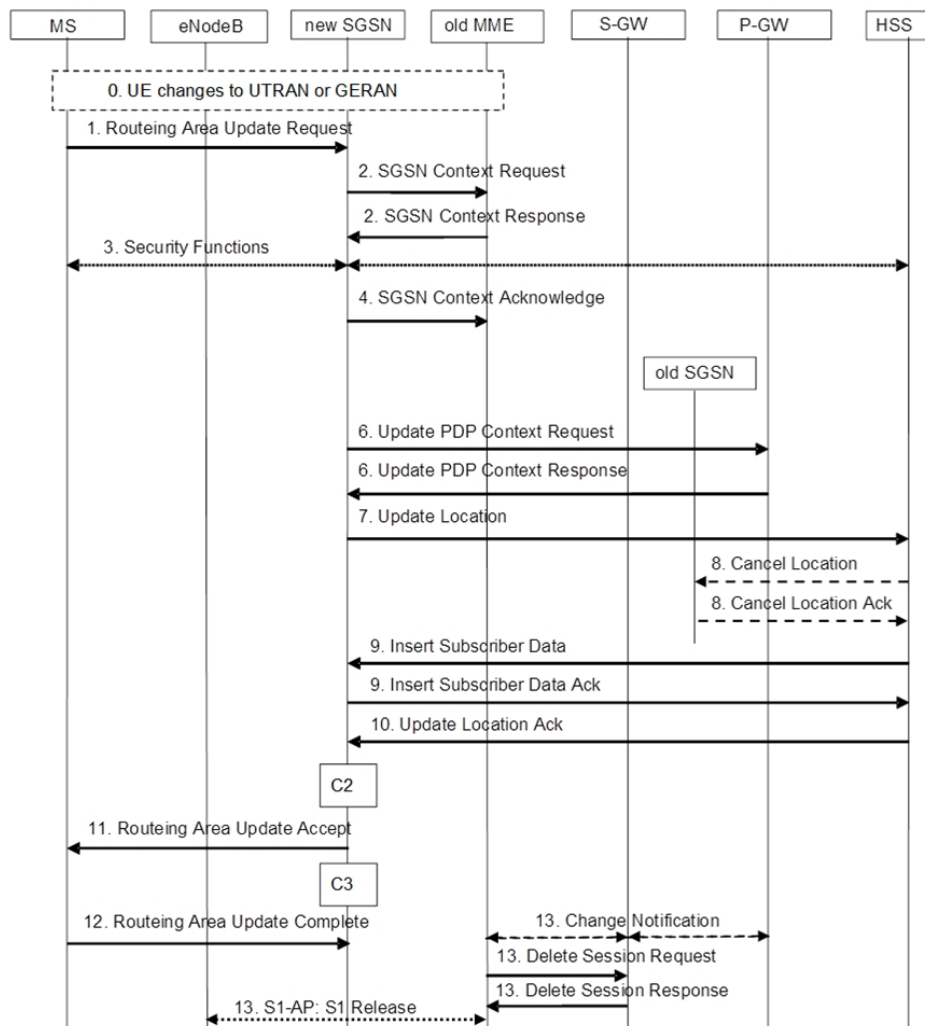 MS eNodeB new SGSN old MME S-GW P-GW HSS
0. UE changes to UTRAN or GERAN
1. Routeing Area Update Request
2. SGSN Context Request
2. SGSN Context Response
3. Security Functions
4. SGSN Context Acknowledge
old SGSN
6. Update PDP Context Request
6. Update PDP Context Response
7. Update Location
8. Cancel Location
8. Cancel Location Ack
9. Insert Subscriber Data
9. Insert Subscriber Data Ack
10. Update Location Ack
C2
11. Routeing Area Update Accept
C3
12. Routeing Area Update Complete
13. Change Notification
13. Delete Session Request
13. Delete Session Response
13. S1-AP: S1 Release